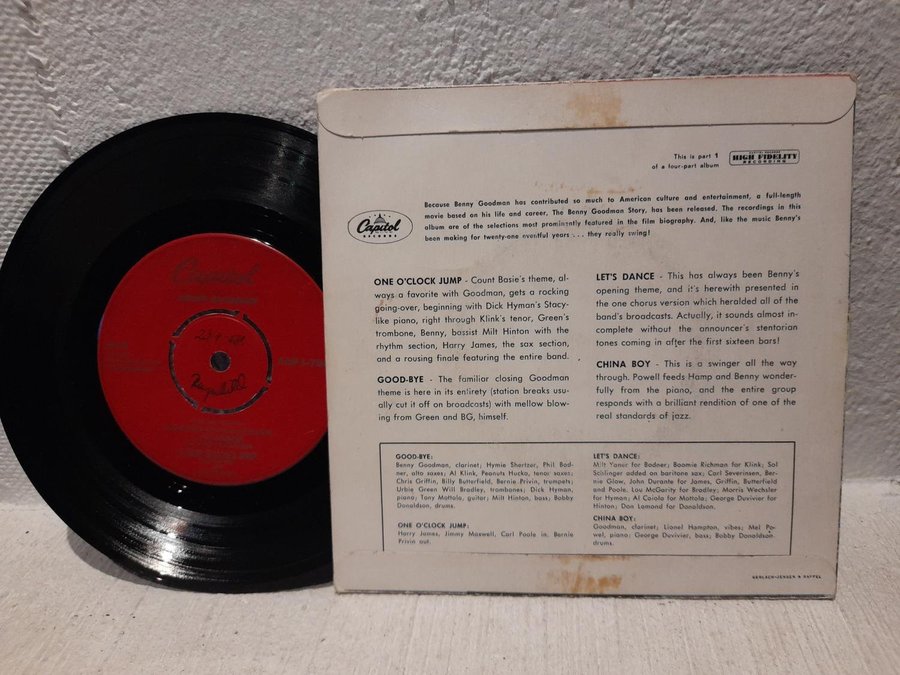 This is part 1
of a four-part album
CAPITOL RECORDS
HIGH FIDELITY
RECORDING
Capitol
RECORDS
Because Benny Goodman has contributed so much to American culture and entertainment, a full-length
movie based on his life and career, The Benny Goodman Story, has been released. The recordings in this
album are of the selections most prominently featured in the film biography. And, like the music Benny's
been making for twenty-one eventful years . . . they really swing!
ONE O'CLOCK JUMP - Count Basie's theme, al-
ways a favorite with Goodman, gets a rocking
going-over, beginning with Dick Hyman's Stacy-
like piano, right through Klink's tenor, Green's
trombone, Benny, bassist Milt Hinton with the
rhythm section, Harry James, the sax section,
and a rousing finale featuring the entire band.
GOOD-BYE - The familiar closing Goodman
theme is here in its entirety (station breaks usu-
ally cut it off on broadcasts) with mellow blow-
ing from Green and BG, himself.
LET'S DANCE - This has always been Benny's
opening theme, and it's herewith presented in
the one chorus version which heralded all of the
band's broadcasts. Actually, it sounds almost in-
complete without the announcer's stentorian
tones coming in after the first sixteen bars!
CHINA BOY - This is a swinger all the way
through. Powell feeds Hamp and Benny wonder-
fully from the piano, and the entire group
responds with a brilliant rendition of one of the
real standards of jazz.
GOOD-BYE:
Benny Goodman, clarinet; Hymie Shertzer, Phil Bod-
ner, alto saxes; Al Klink, Peanuts Hucko, tenor saxes;
Chris Griffin, Billy Butterfield, Bernie Privin, trumpets;
Urbie Green Will Bradley, trombones; Dick Hyman,
piano; Tony Mottola, guitar; Milt Hinton, bass; Bobby
Donaldson, drums.
ONE O'CLOCK JUMP:
Harry James, Jimmy Maxwell, Carl Poole in. Bernie
Privin out.
LET'S DANCE:
Milt Yaner for Bodner; Boomie Richman for Klink; Sol
Schlinger added on baritone sax; Carl Severinsen, Ber-
nie Glow, John Durante for James, Griffin, Butterfield
and Poole. Lou McGarity for Bradley; Morris Wechsler
for Hyman; Al Caiola for Mottola; George Duvivier for
Hinton; Don Lamond for Donaldson.
CHINA BOY:
Goodman, clarinet; Lionel Hampton, vibes; Mel Po-
wel, piano; George Duvivier, bass; Bobby Donaldson
drums.
Capitol